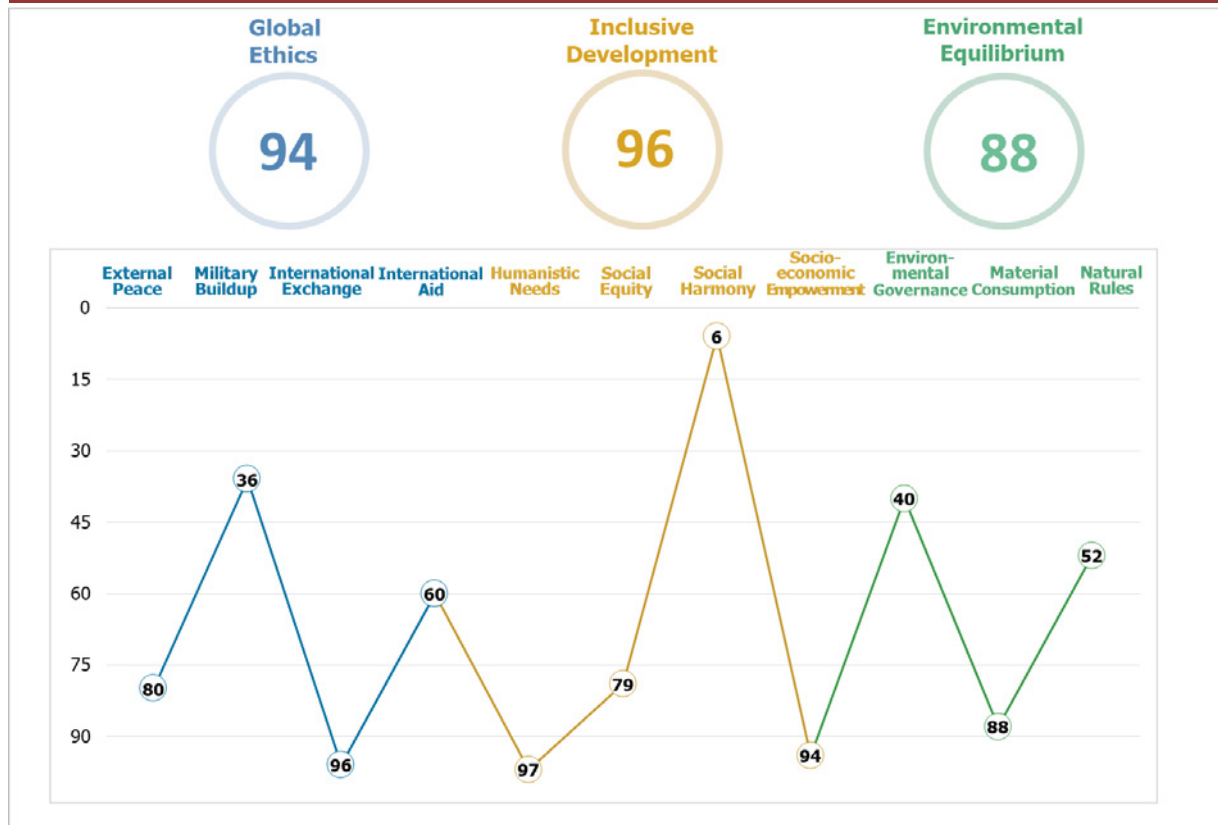 Global
Ethics
94
Inclusive
Development
96
Environmental
Equilibrium
88
External
Peace
Military
Buildup
International
Exchange
International
Aid
Humanistic
Needs
Social
Equity
Social
Harmony
Socio-
economic
Empowerment
Environ-
mental
Governance
Material
Consumption
Natural
Rules
0
15
30
45
60
75
90
80
36
96
60
97
79
6
94
40
88
52